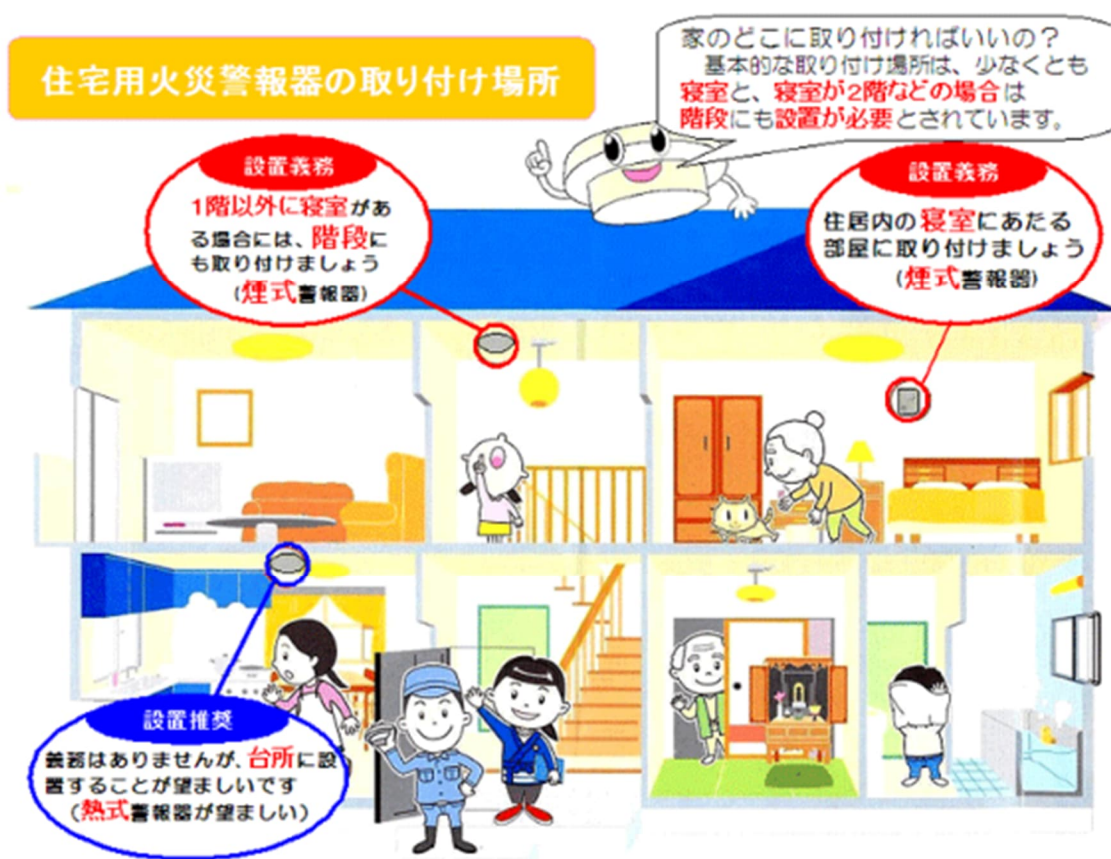 住宅用火災警報器の取り付け場所
家のどこに取り付ければいいの？
基本的な取り付け場所は、少なくとも
寝室と、寝室が2階などの場合は
階段にも設置が必要とされています。
設置義務
1階以外に寝室があ
る場合には、階段に
も取り付けましょう
(煙式警報器)
設置義務
住居内の寝室にあたる
部屋に取り付けましょう
(煙式警報器)
設置推奨
義務はありませんが、台所に設
置することが望ましいです
(熱式警報器が望ましい)